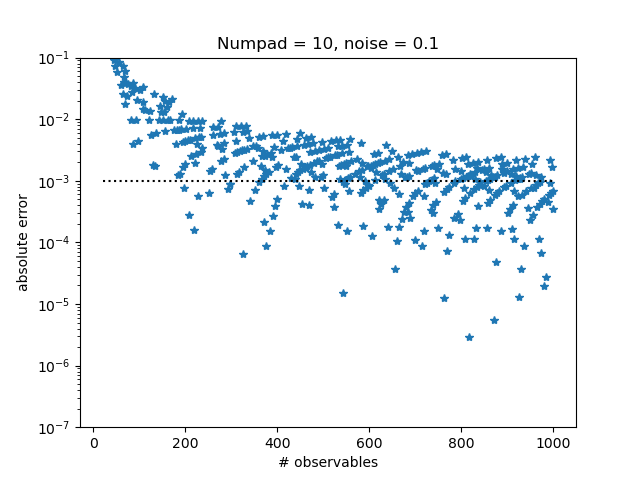 Numpad = 10, noise = 0.1
absolute error
10⁻¹
10⁻²
10⁻³
10⁻⁴
10⁻⁵
10⁻⁶
10⁻⁷
0 200 400 600 800 1000
# observables